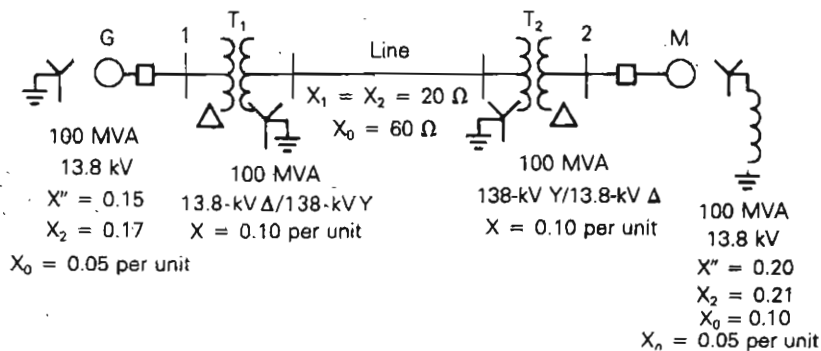 G
1
T₁
Line
T₂
2
M
X₁ = X₂ = 20 Ω
X₀ = 60 Ω
Δ
Δ
100 MVA
13.8 kV
X″ = 0.15
X₂ = 0.17
X₀ = 0.05 per unit
100 MVA
13.8-kV Δ/138-kV Y
X = 0.10 per unit
100 MVA
138-kV Y/13.8-kV Δ
X = 0.10 per unit
100 MVA
13.8 kV
X″ = 0.20
X₂ = 0.21
X₀ = 0.10
Xₙ = 0.05 per unit